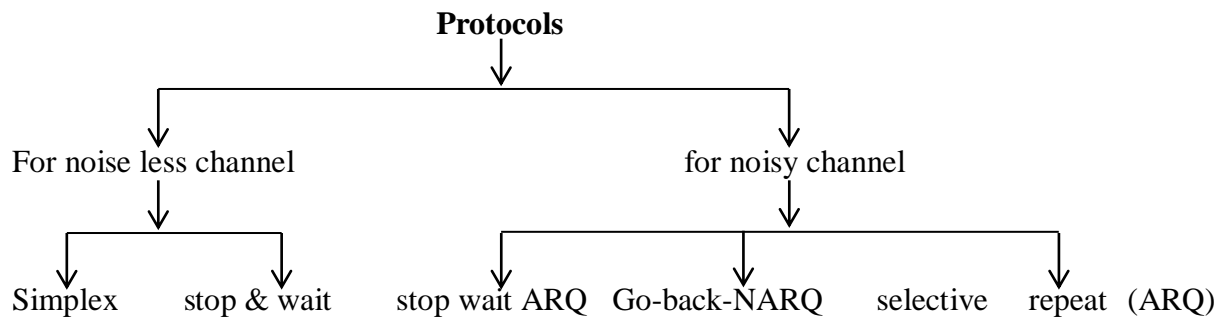 Protocols
For noise less channel for noisy channel
Simplex stop & wait stop wait ARQ Go-back-NARQ selective repeat (ARQ)